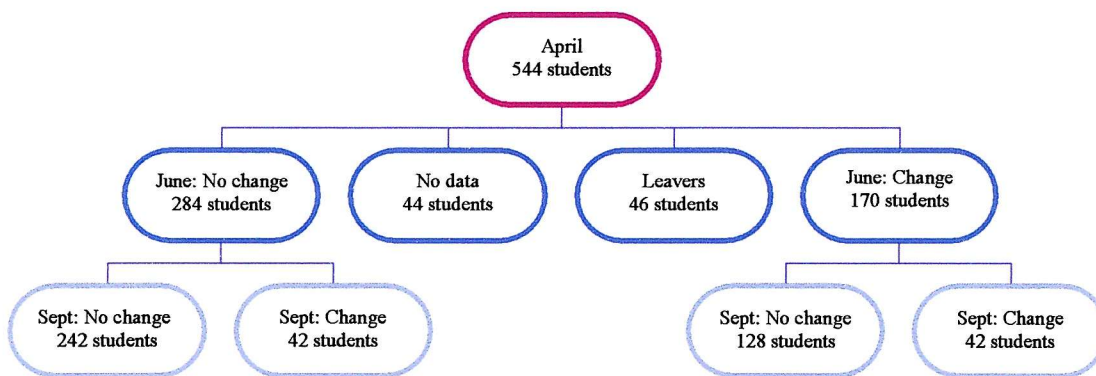 April
544 students
June: No change
284 students
No data
44 students
Leavers
46 students
June: Change
170 students
Sept: No change
242 students
Sept: Change
42 students
Sept: No change
128 students
Sept: Change
42 students